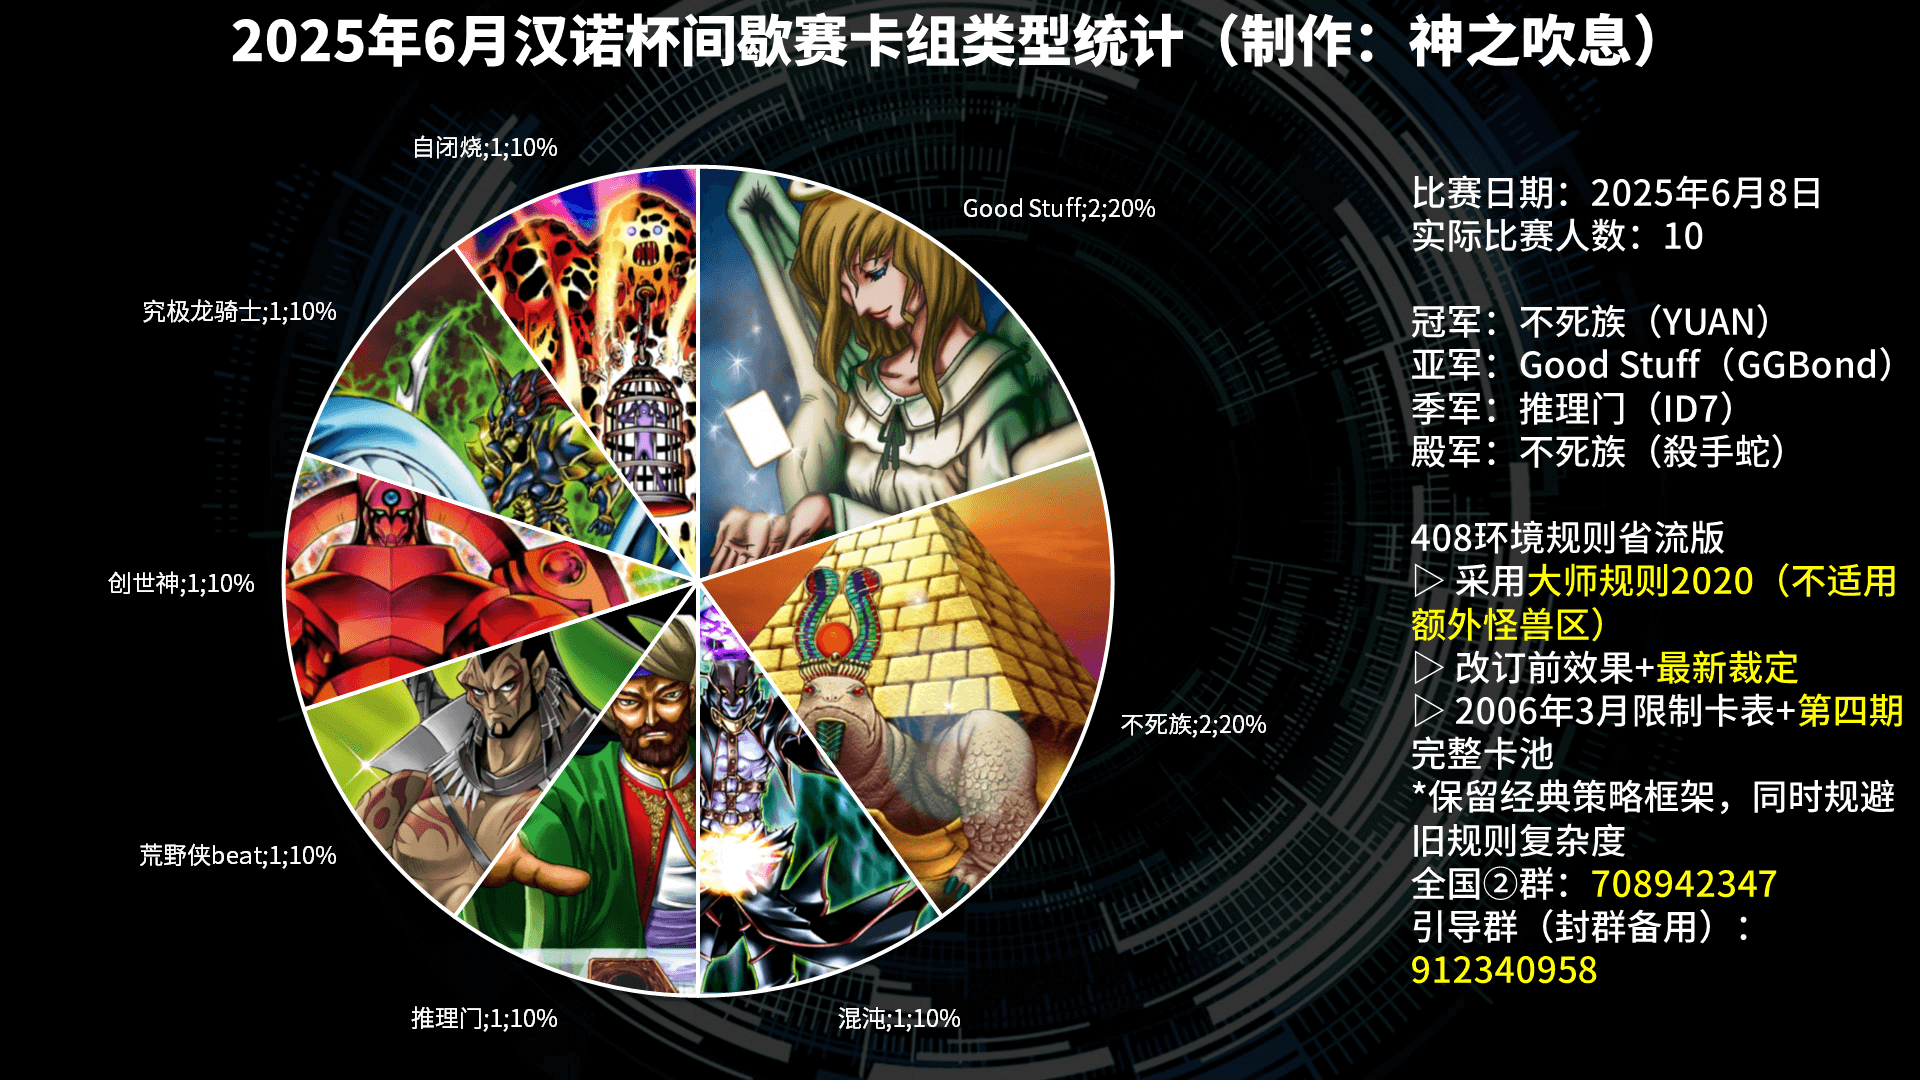 2025年6月汉诺杯间歇赛卡组类型统计（制作：神之吹息）
自闭烧;1;10%
Good Stuff;2;20%
究极龙骑士;1;10%
创世神;1;10%
不死族;2;20%
荒野侠beat;1;10%
推理门;1;10%
混沌;1;10%
比赛日期：2025年6月8日
实际比赛人数：10
冠军：不死族（YUAN）
亚军：Good Stuff（GGBond）
季军：推理门（ID7）
殿军：不死族（殺手蛇）
408环境规则省流版
▷ 采用大师规则2020（不适用
额外怪兽区）
▷ 改订前效果+最新裁定
▷ 2006年3月限制卡表+第四期
完整卡池
*保留经典策略框架，同时规避
旧规则复杂度
全国②群：708942347
引导群（封群备用）：
912340958